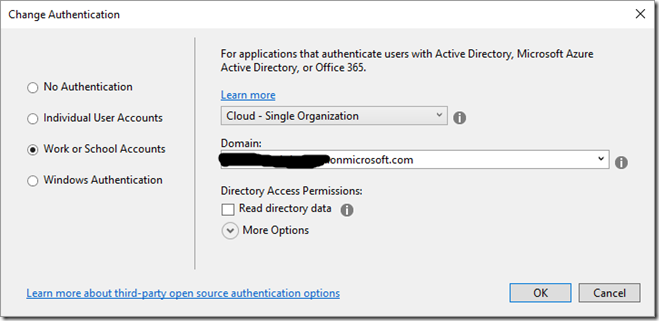 Change Authentication
For applications that authenticate users with Active Directory, Microsoft Azure
Active Directory, or Office 365.
No Authentication
Individual User Accounts
Work or School Accounts
Windows Authentication
Learn more
Cloud - Single Organization
Domain:
onmicrosoft.com
Directory Access Permissions:
Read directory data
More Options
Learn more about third-party open source authentication options
OK
Cancel